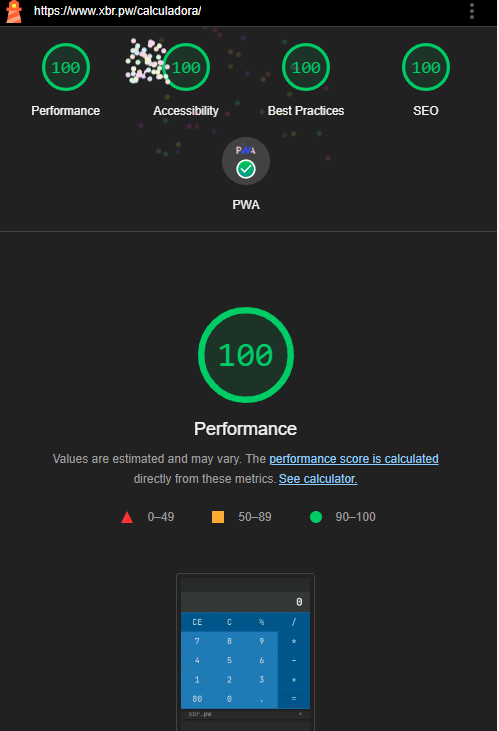 https://www.xbr.pw/calculadora/
100 100 100 100
Performance Accessibility Best Practices SEO
PWA
PWA
100
Performance
Values are estimated and may vary. The performance score is calculated
directly from these metrics. See calculator.
0–49 50–89 90–100
0
CE C % /
7 8 9 *
4 5 6 -
1 2 3 +
00 0 . =
xbr.pw +